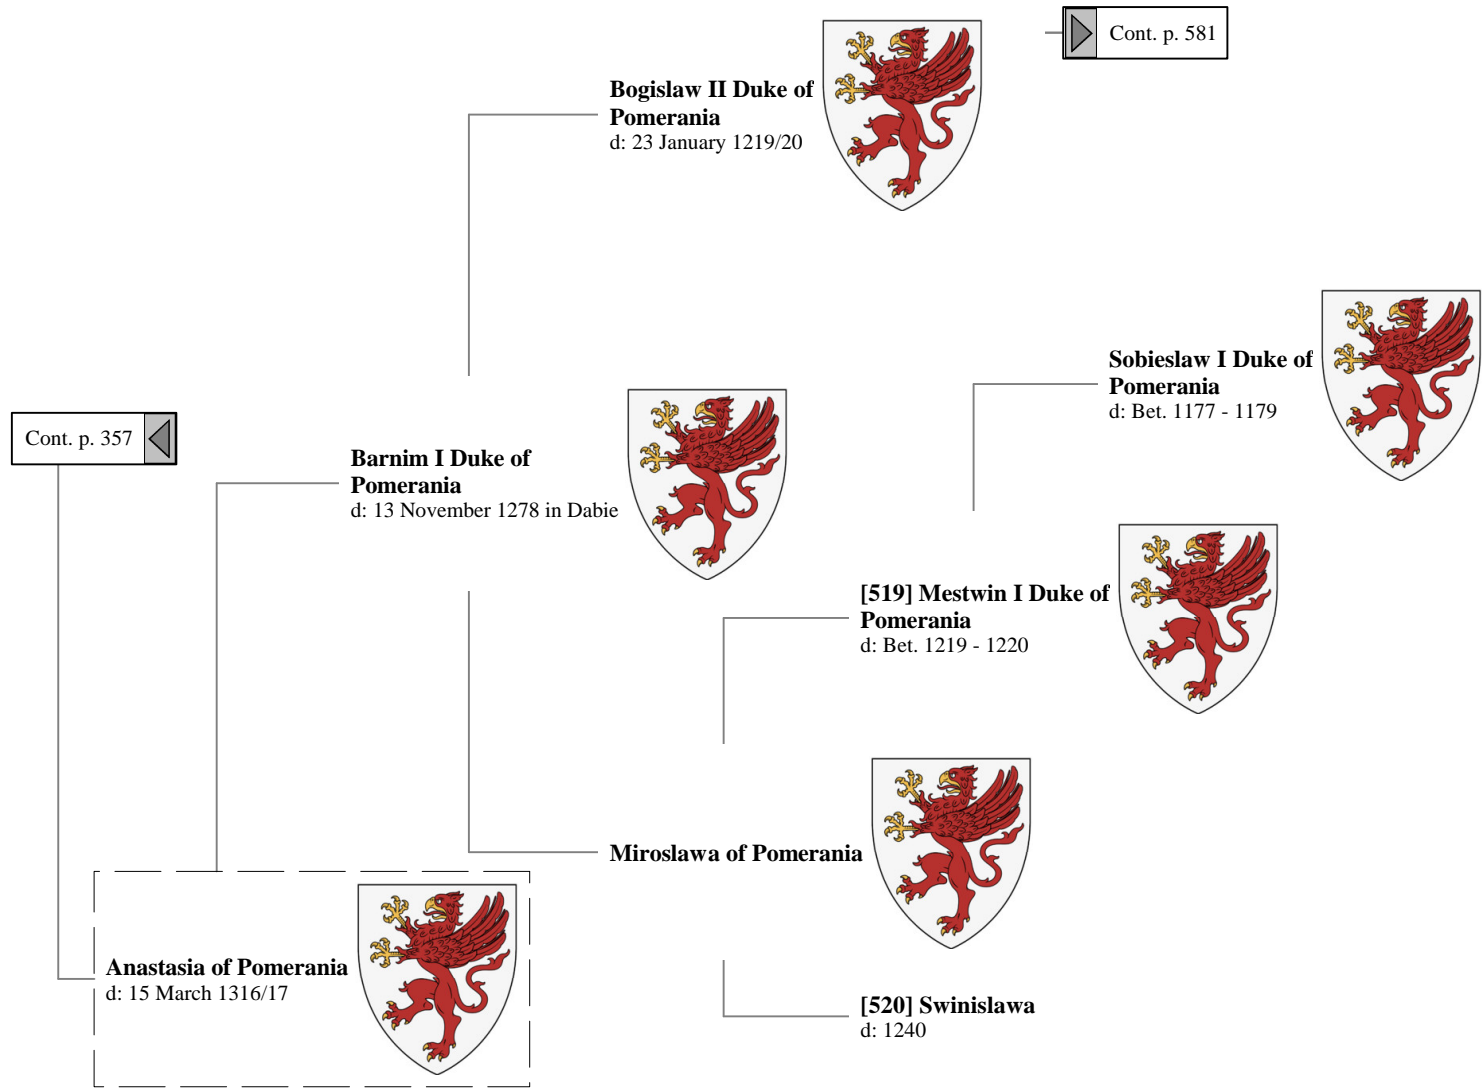 Cont. p. 581
Bogislaw II Duke of
Pomerania
d: 23 January 1219/20
Sobieslaw I Duke of
Pomerania
d: Bet. 1177 - 1179
Cont. p. 357
Barnim I Duke of
Pomerania
d: 13 November 1278 in Dabie
[519] Mestwin I Duke of
Pomerania
d: Bet. 1219 - 1220
Miroslawa of Pomerania
Anastasia of Pomerania
d: 15 March 1316/17
[520] Swinislawa
d: 1240